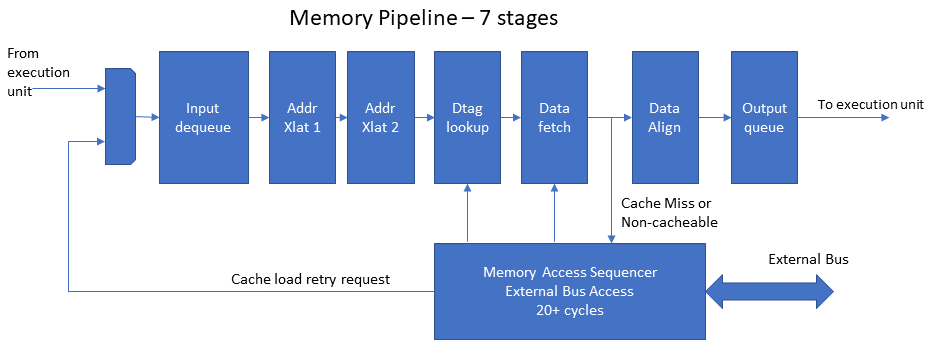 Memory Pipeline – 7 stages
From
execution
unit
Input
dequeue
Addr
Xlat 1
Addr
Xlat 2
Dtag
lookup
Data
fetch
Data
Align
Output
queue
To execution unit
Cache Miss or
Non-cacheable
Memory Access Sequencer
External Bus Access
20+ cycles
External Bus
Cache load retry request